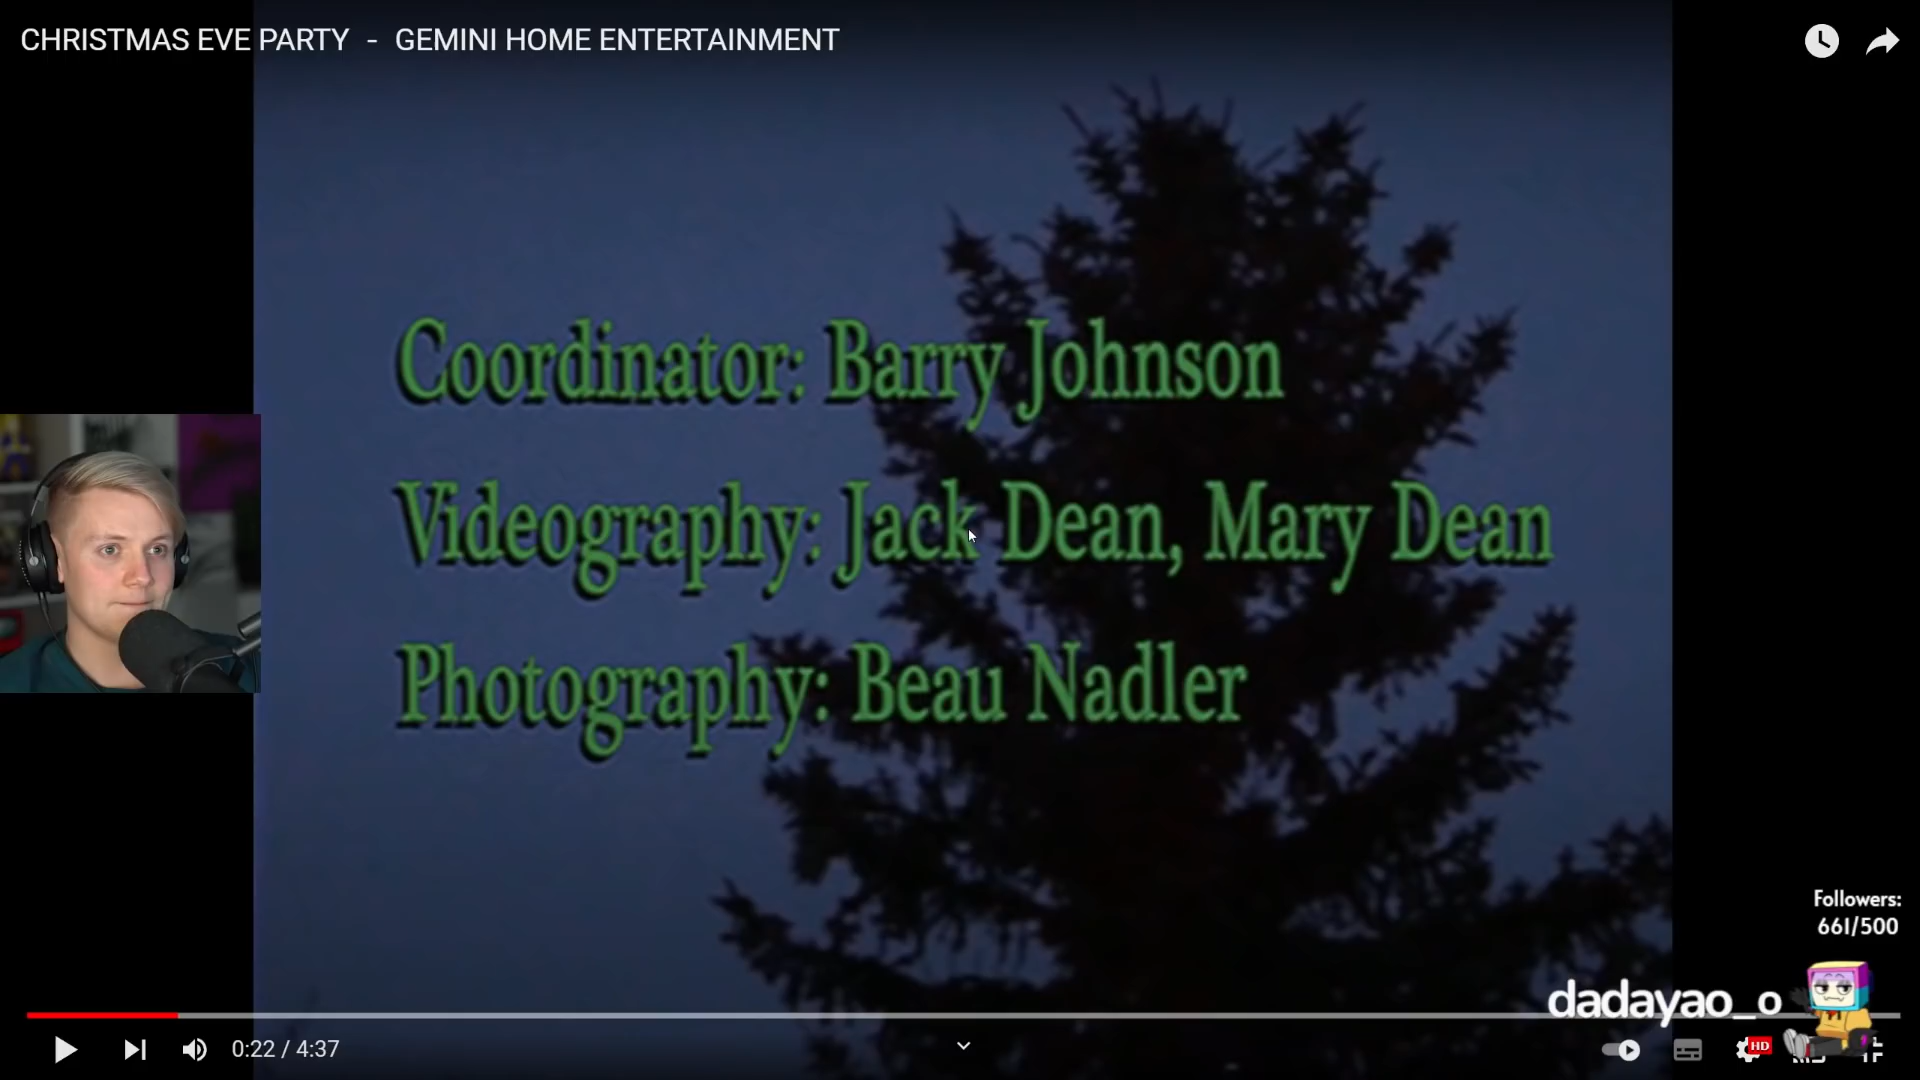 CHRISTMAS EVE PARTY - GEMINI HOME ENTERTAINMENT
Coordinator: Barry Johnson
Videography: Jack Dean, Mary Dean
Photography: Beau Nadler
Followers:
661/500
dadayao_o
0:22 / 4:37
HD